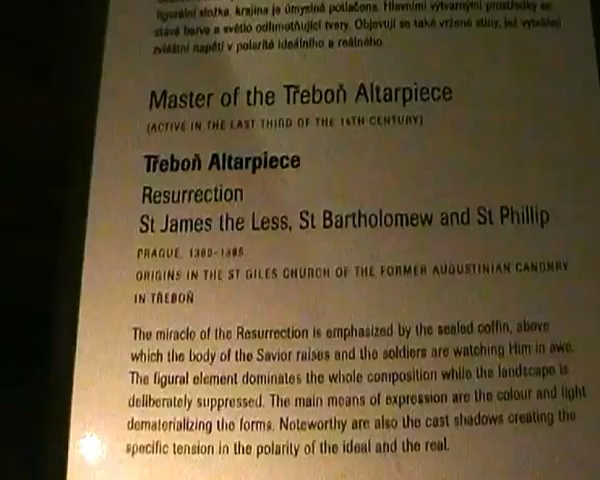 figurální složka, krajina je úmyslně potlačena. Hlavními výtvarnými prostředky se
stává barva a světlo odhmotňující tvary. Objevují se také vržené stíny, jež vytvářejí
zvláštní napětí v polaritě ideálního a reálného.
Master of the Třeboň Altarpiece
(ACTIVE IN THE LAST THIRD OF THE 14TH CENTURY)
Třeboň Altarpiece
Resurrection
St James the Less, St Bartholomew and St Phillip
PRAGUE, 1380-1385
ORIGINS IN THE ST GILES CHURCH OF THE FORMER AUGUSTINIAN CANONRY
IN TŘEBOŇ
The miracle of the Resurrection is emphasized by the sealed coffin, above
which the body of the Savior raises and the soldiers are watching Him in awe.
The figural element dominates the whole composition while the landscape is
deliberately suppressed. The main means of expression are the colour and light
dematerializing the forms. Noteworthy are also the cast shadows creating the
specific tension in the polarity of the ideal and the real.